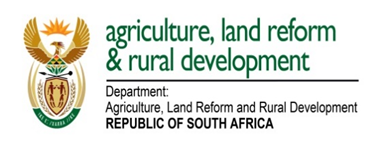 agriculture, land reform
& rural development
Department:
Agriculture, Land Reform and Rural Development
REPUBLIC OF SOUTH AFRICA